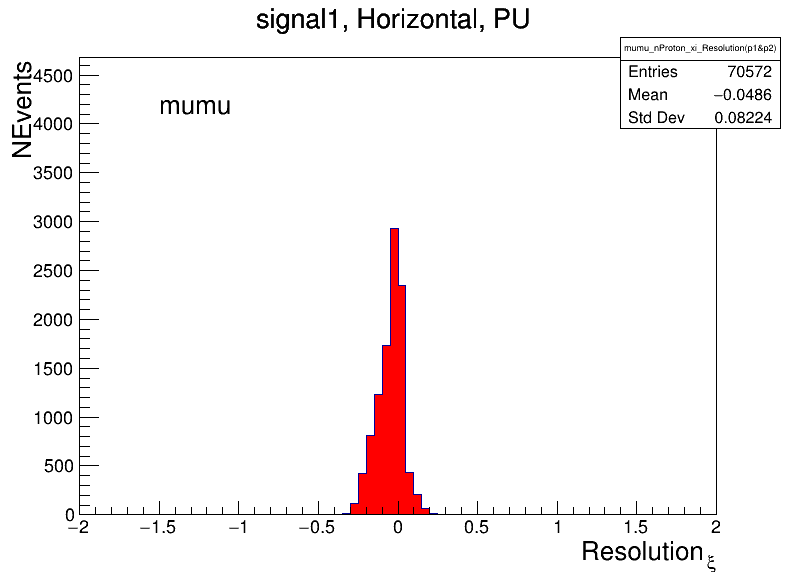 signal1, Horizontal, PU
mumu_nProton_xi_Resolution(p1&p2)
Entries 70572
Mean −0.0486
Std Dev 0.08224
NEvents
mumu
4500
4000
3500
3000
2500
2000
1500
1000
500
0
−2 −1.5 −1 −0.5 0 0.5 1 1.5 2
Resolution ξ